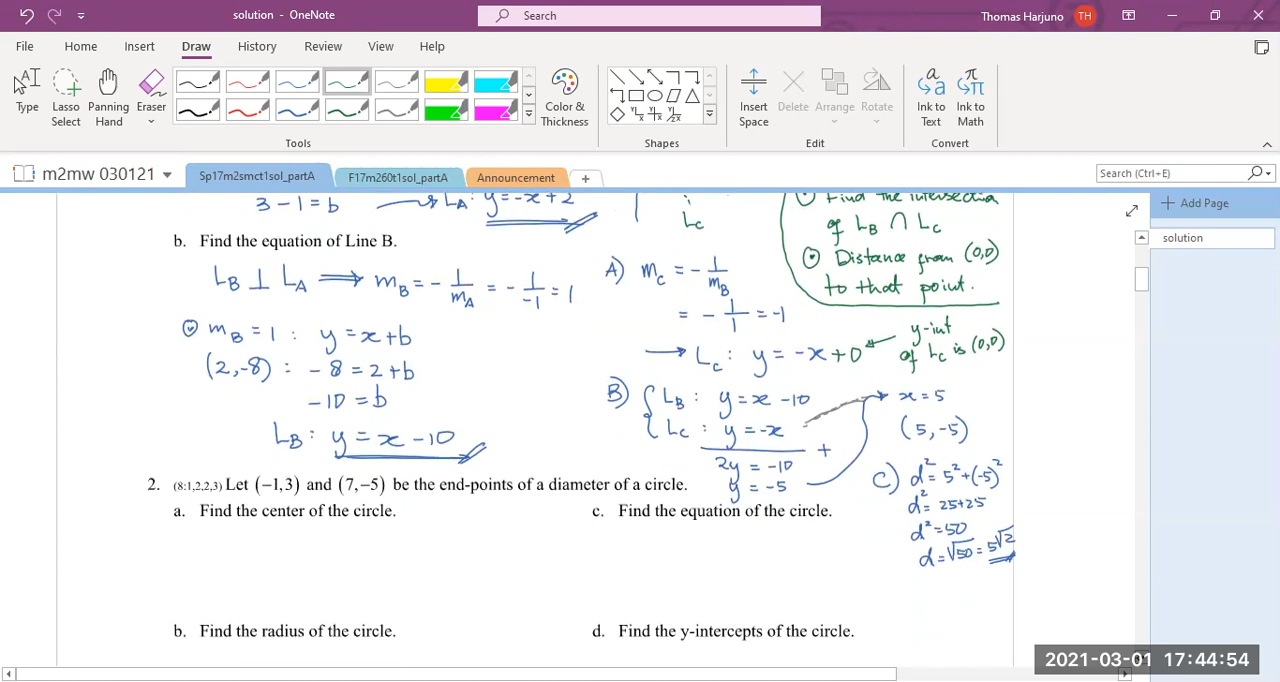 solution - OneNote
Search
Thomas Harjuno TH
File Home Insert Draw History Review View Help
Type
Lasso Select
Panning Hand
Eraser
Color & Thickness
Insert Space
Delete
Arrange
Rotate
Ink to Text
Ink to Math
Tools
Shapes
Edit
Convert
m2mw 030121
Sp17m2smct1sol_partA
F17m260t1sol_partA
Announcement
Search (Ctrl+E)
Add Page
solution
3 - 1 = b → L_A : y = -x + 2
b. Find the equation of Line B.
L_B ⊥ L_A ⟹ m_B = - 1/m_A = - 1/-1 = 1
m_B = 1 : y = x + b
(2, -8) : -8 = 2 + b
-10 = b
L_B : y = x - 10
L_C
Find the intersection
of L_B ∩ L_C
Distance from (0,0)
to that point.
A) m_C = - 1/m_B
= - 1/1 = -1
→ L_C : y = -x + 0 ← y-int
of L_C is (0,0)
B) { L_B : y = x - 10
L_C : y = -x
+
2y = -10
y = -5
x = 5
(5, -5)
C) d² = 5² + (-5)²
d² = 25 + 25
d² = 50
d = √50 = 5√2
2. (8:1,2,2,3) Let (−1,3) and (7,−5) be the end-points of a diameter of a circle.
a. Find the center of the circle.
c. Find the equation of the circle.
b. Find the radius of the circle.
d. Find the y-intercepts of the circle.
2021-03-01 17:44:54